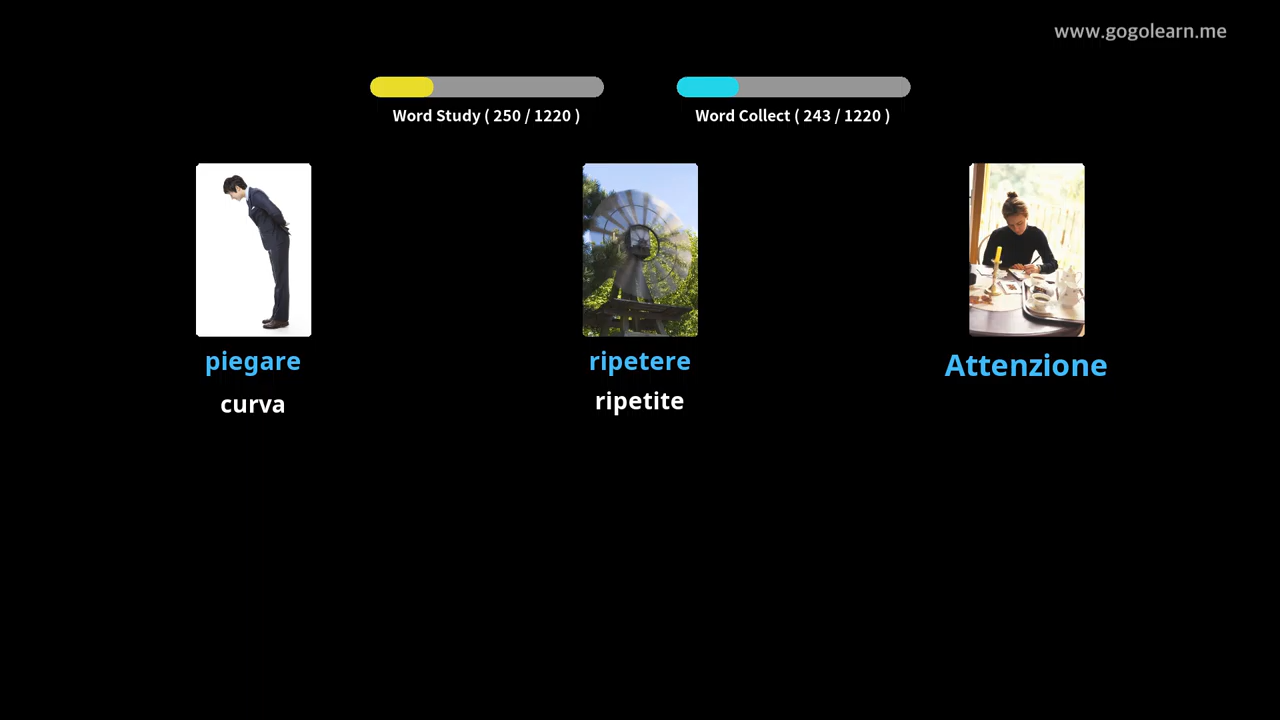 www.gogolearn.me
Word Study ( 250 / 1220 )
Word Collect ( 243 / 1220 )
piegare
curva
ripetere
ripetite
Attenzione